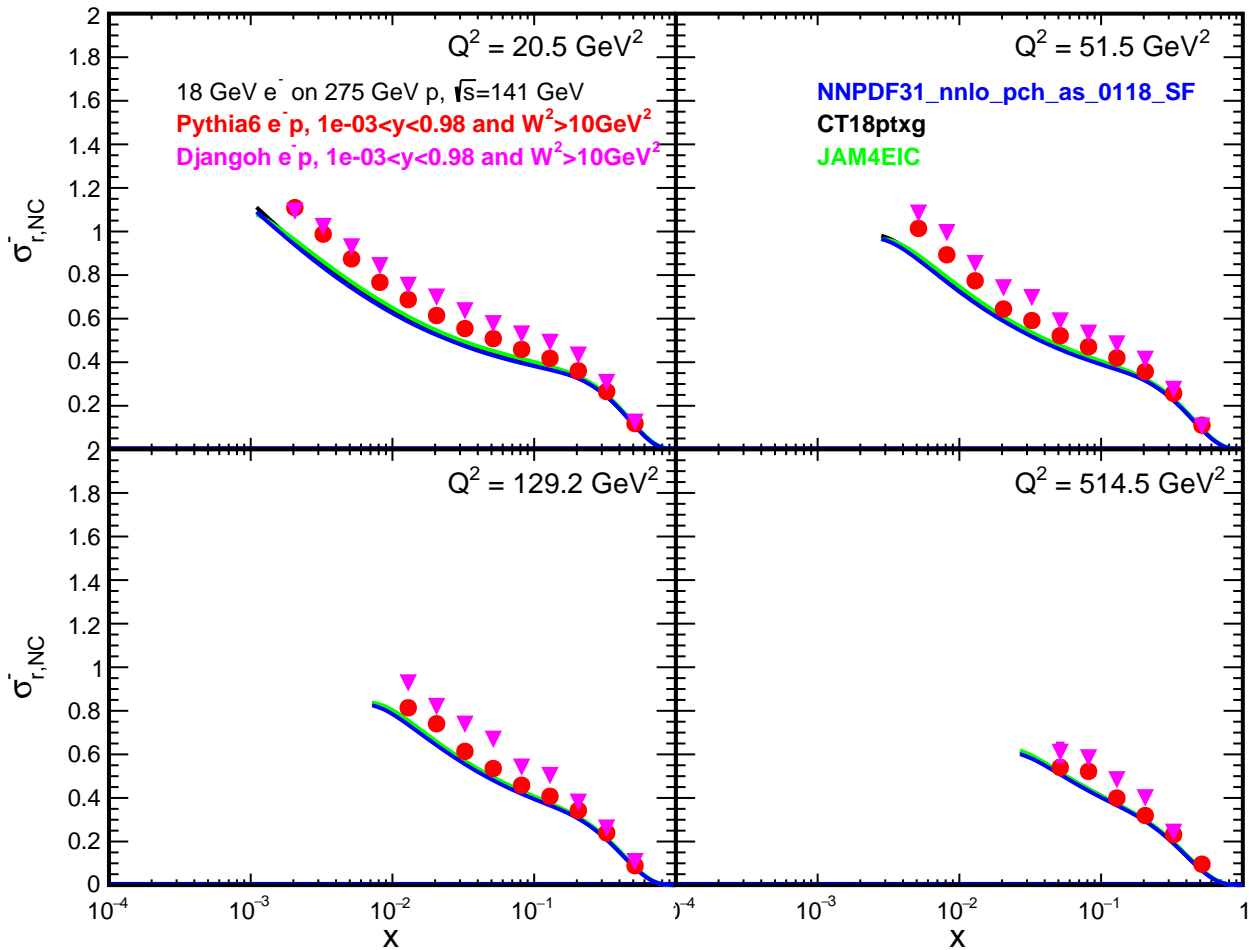 Q² = 20.5 GeV²
18 GeV e⁻ on 275 GeV p, √s=141 GeV
Pythia6 e⁻p, 1e-03<y<0.98 and W²>10GeV²
Djangoh e⁻p, 1e-03<y<0.98 and W²>10GeV²
σ⁻r,NC
2
1.8
1.6
1.4
1.2
1
0.8
0.6
0.4
0.2
Q² = 51.5 GeV²
NNPDF31_nnlo_pch_as_0118_SF
CT18ptxg
JAM4EIC
Q² = 129.2 GeV²
σ⁻r,NC
2
1.8
1.6
1.4
1.2
1
0.8
0.6
0.4
0.2
0
10⁻⁴ 10⁻³ 10⁻² 10⁻¹
x
Q² = 514.5 GeV²
10⁻³ 10⁻² 10⁻¹ 1
x